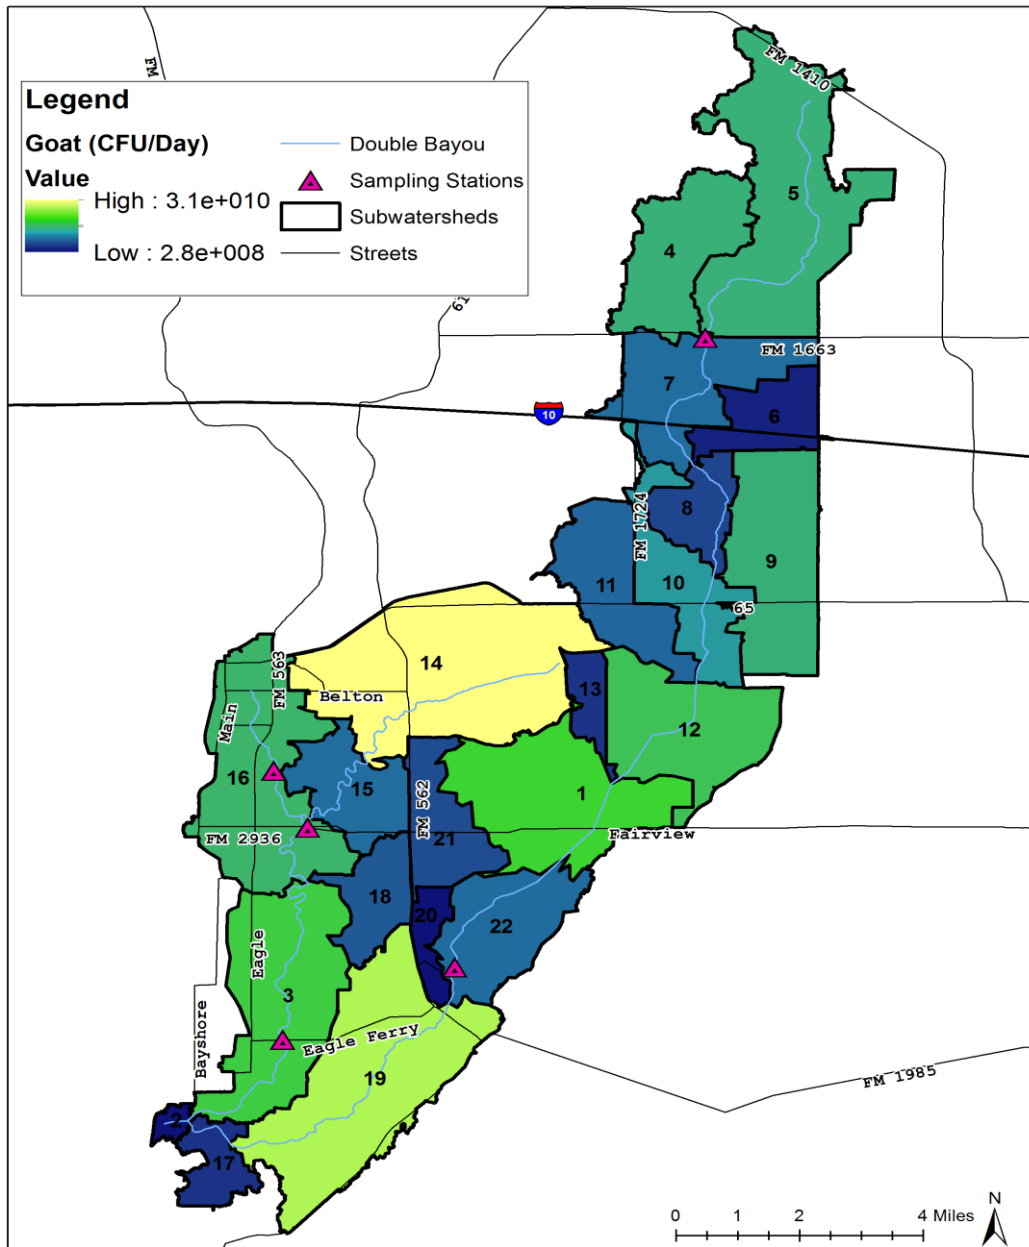 FM 1410
FM
Legend
Goat (CFU/Day)
Value
High : 3.1e+010
Low : 2.8e+008
Double Bayou
Sampling Stations
Subwatersheds
Streets
5
4
61
FM 1663
7
10
6
8
FM 1724
9
11
10
65
14
FM 563
13
Belton
Main
12
16
15
1
FM 562
FM 2936
21
Fairview
18
20
22
Eagle
3
Bayshore
Eagle Ferry
19
FM 1985
2
17
N
0 1 2 4 Miles